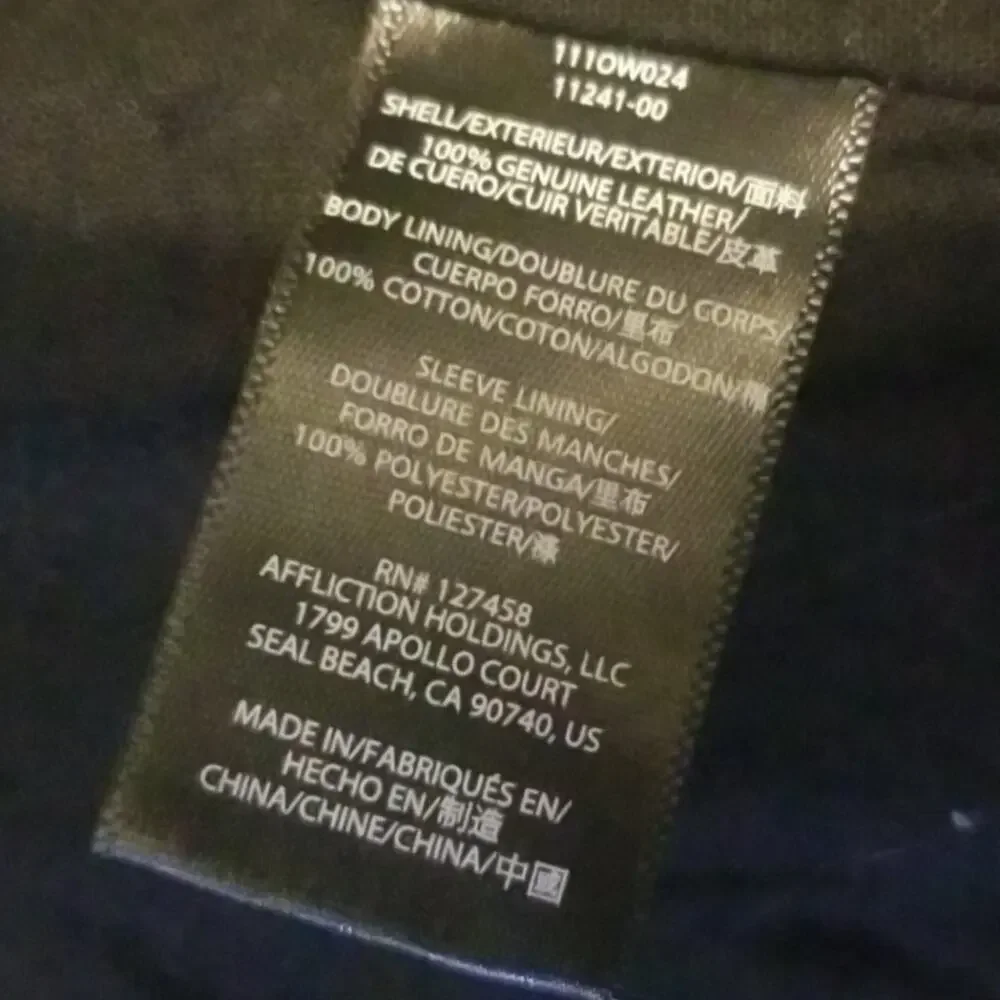 111OW024
11241-00
SHELL/EXTERIEUR/EXTERIOR/面料
100% GENUINE LEATHER/
DE CUERO/CUIR VERITABLE/皮革
BODY LINING/DOUBLURE DU CORPS/
CUERPO FORRO/里布
100% COTTON/COTON/ALGODON/
SLEEVE LINING/
DOUBLURE DES MANCHES/
FORRO DE MANGA/里布
100% POLYESTER/POLYESTER/
POLIESTER/
RN# 127458
AFFLICTION HOLDINGS, LLC
1799 APOLLO COURT
SEAL BEACH, CA 90740, US
MADE IN/FABRIQUÉS EN/
HECHO EN/制造
CHINA/CHINE/CHINA/中國